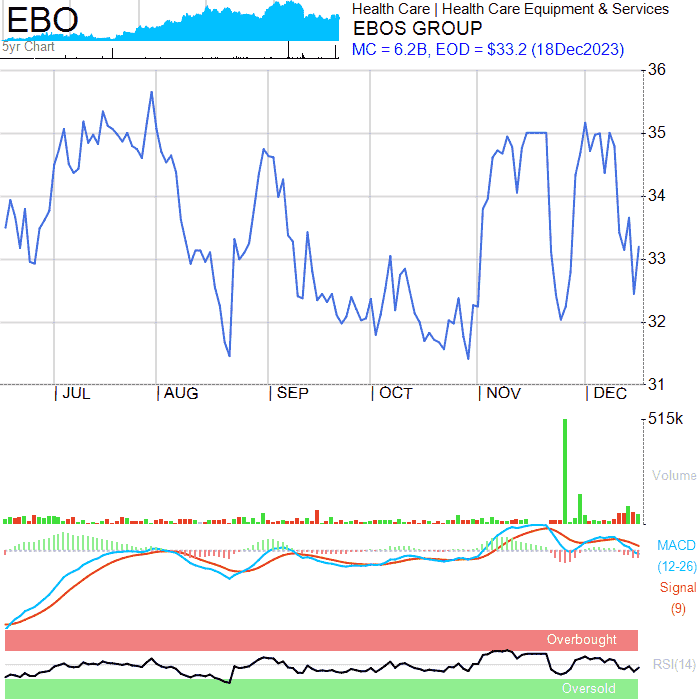 EBO
5yr Chart
Health Care | Health Care Equipment & Services
EBOS GROUP
MC = 6.2B, EOD = $33.2 (18Dec2023)
36
35
34
33
32
31
| JUL | AUG | SEP | OCT | NOV | DEC
515k
Volume
MACD
(12-26)
Signal
(9)
Overbought
RSI(14)
Oversold